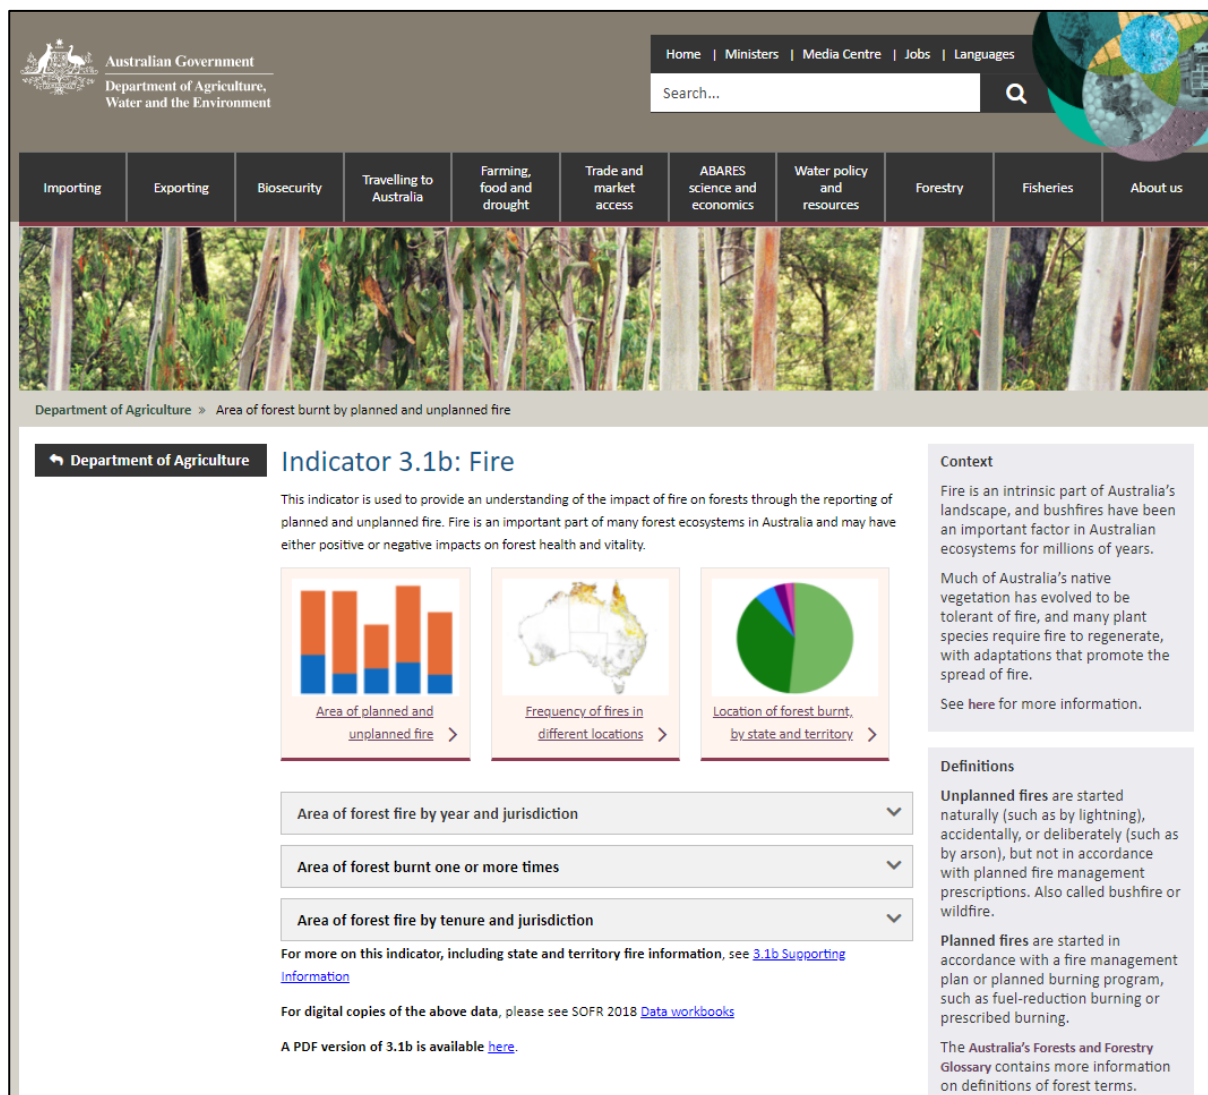 Australian Government
Department of Agriculture,
Water and the Environment
Home | Ministers | Media Centre | Jobs | Languages
Search...
Importing
Exporting
Biosecurity
Travelling to
Australia
Farming,
food and
drought
Trade and
market
access
ABARES
science and
economics
Water policy
and
resources
Forestry
Fisheries
About us
Department of Agriculture » Area of forest burnt by planned and unplanned fire
Department of Agriculture
Indicator 3.1b: Fire
This indicator is used to provide an understanding of the impact of fire on forests through the reporting of
planned and unplanned fire. Fire is an important part of many forest ecosystems in Australia and may have
either positive or negative impacts on forest health and vitality.
Area of planned and
unplanned fire
Frequency of fires in
different locations
Location of forest burnt,
by state and territory
Area of forest fire by year and jurisdiction
Area of forest burnt one or more times
Area of forest fire by tenure and jurisdiction
For more on this indicator, including state and territory fire information, see 3.1b Supporting
Information
For digital copies of the above data, please see SOFR 2018 Data workbooks
A PDF version of 3.1b is available here.
Context
Fire is an intrinsic part of Australia's
landscape, and bushfires have been
an important factor in Australian
ecosystems for millions of years.
Much of Australia's native
vegetation has evolved to be
tolerant of fire, and many plant
species require fire to regenerate,
with adaptations that promote the
spread of fire.
See here for more information.
Definitions
Unplanned fires are started
naturally (such as by lightning),
accidentally, or deliberately (such as
by arson), but not in accordance
with planned fire management
prescriptions. Also called bushfire or
wildfire.
Planned fires are started in
accordance with a fire management
plan or planned burning program,
such as fuel-reduction burning or
prescribed burning.
The Australia's Forests and Forestry
Glossary contains more information
on definitions of forest terms.